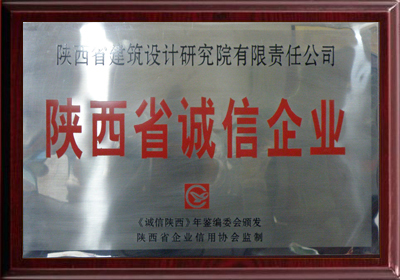 陕西省建筑设计研究院有限责任公司
陕西省诚信企业
《诚信陕西》年鉴编委会颁发
陕西省企业信用协会监制